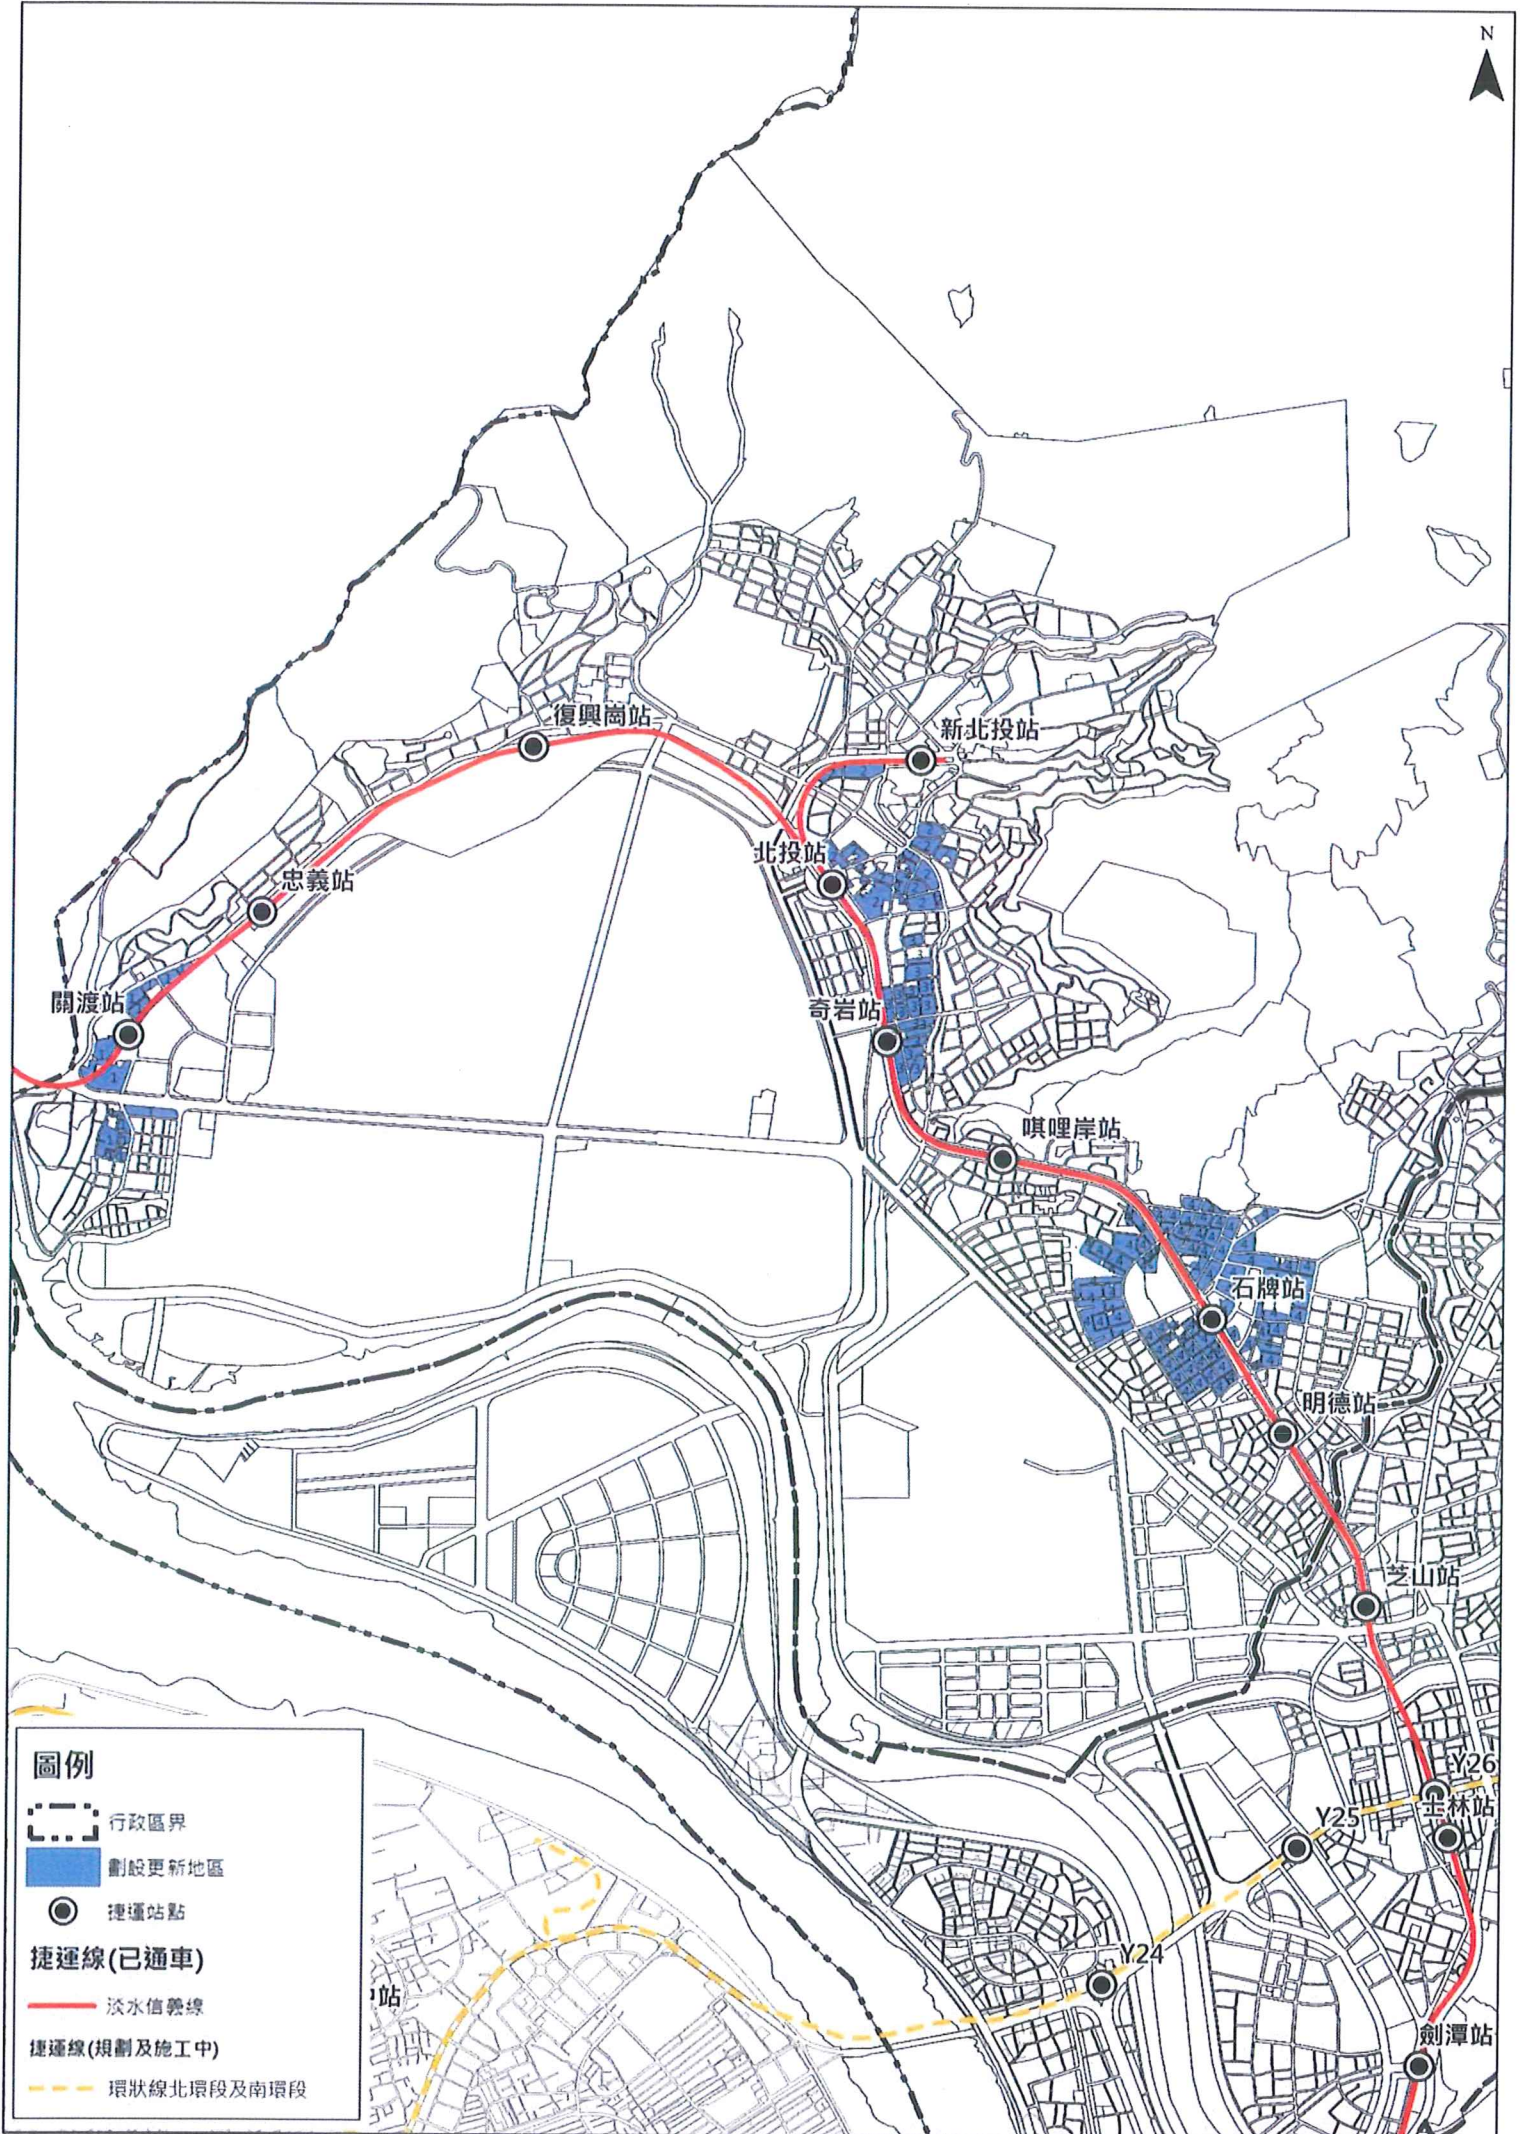 N
復興崗站
新北投站
北投站
忠義站
關渡站
奇岩站
唭哩岸站
石牌站
明德站
芝山站
Y26
士林站
Y25
Y24
劍潭站
站
圖例
行政區界
劃設更新地區
捷運站點
捷運線(已通車)
淡水信義線
捷運線(規劃及施工中)
環狀線北環段及南環段